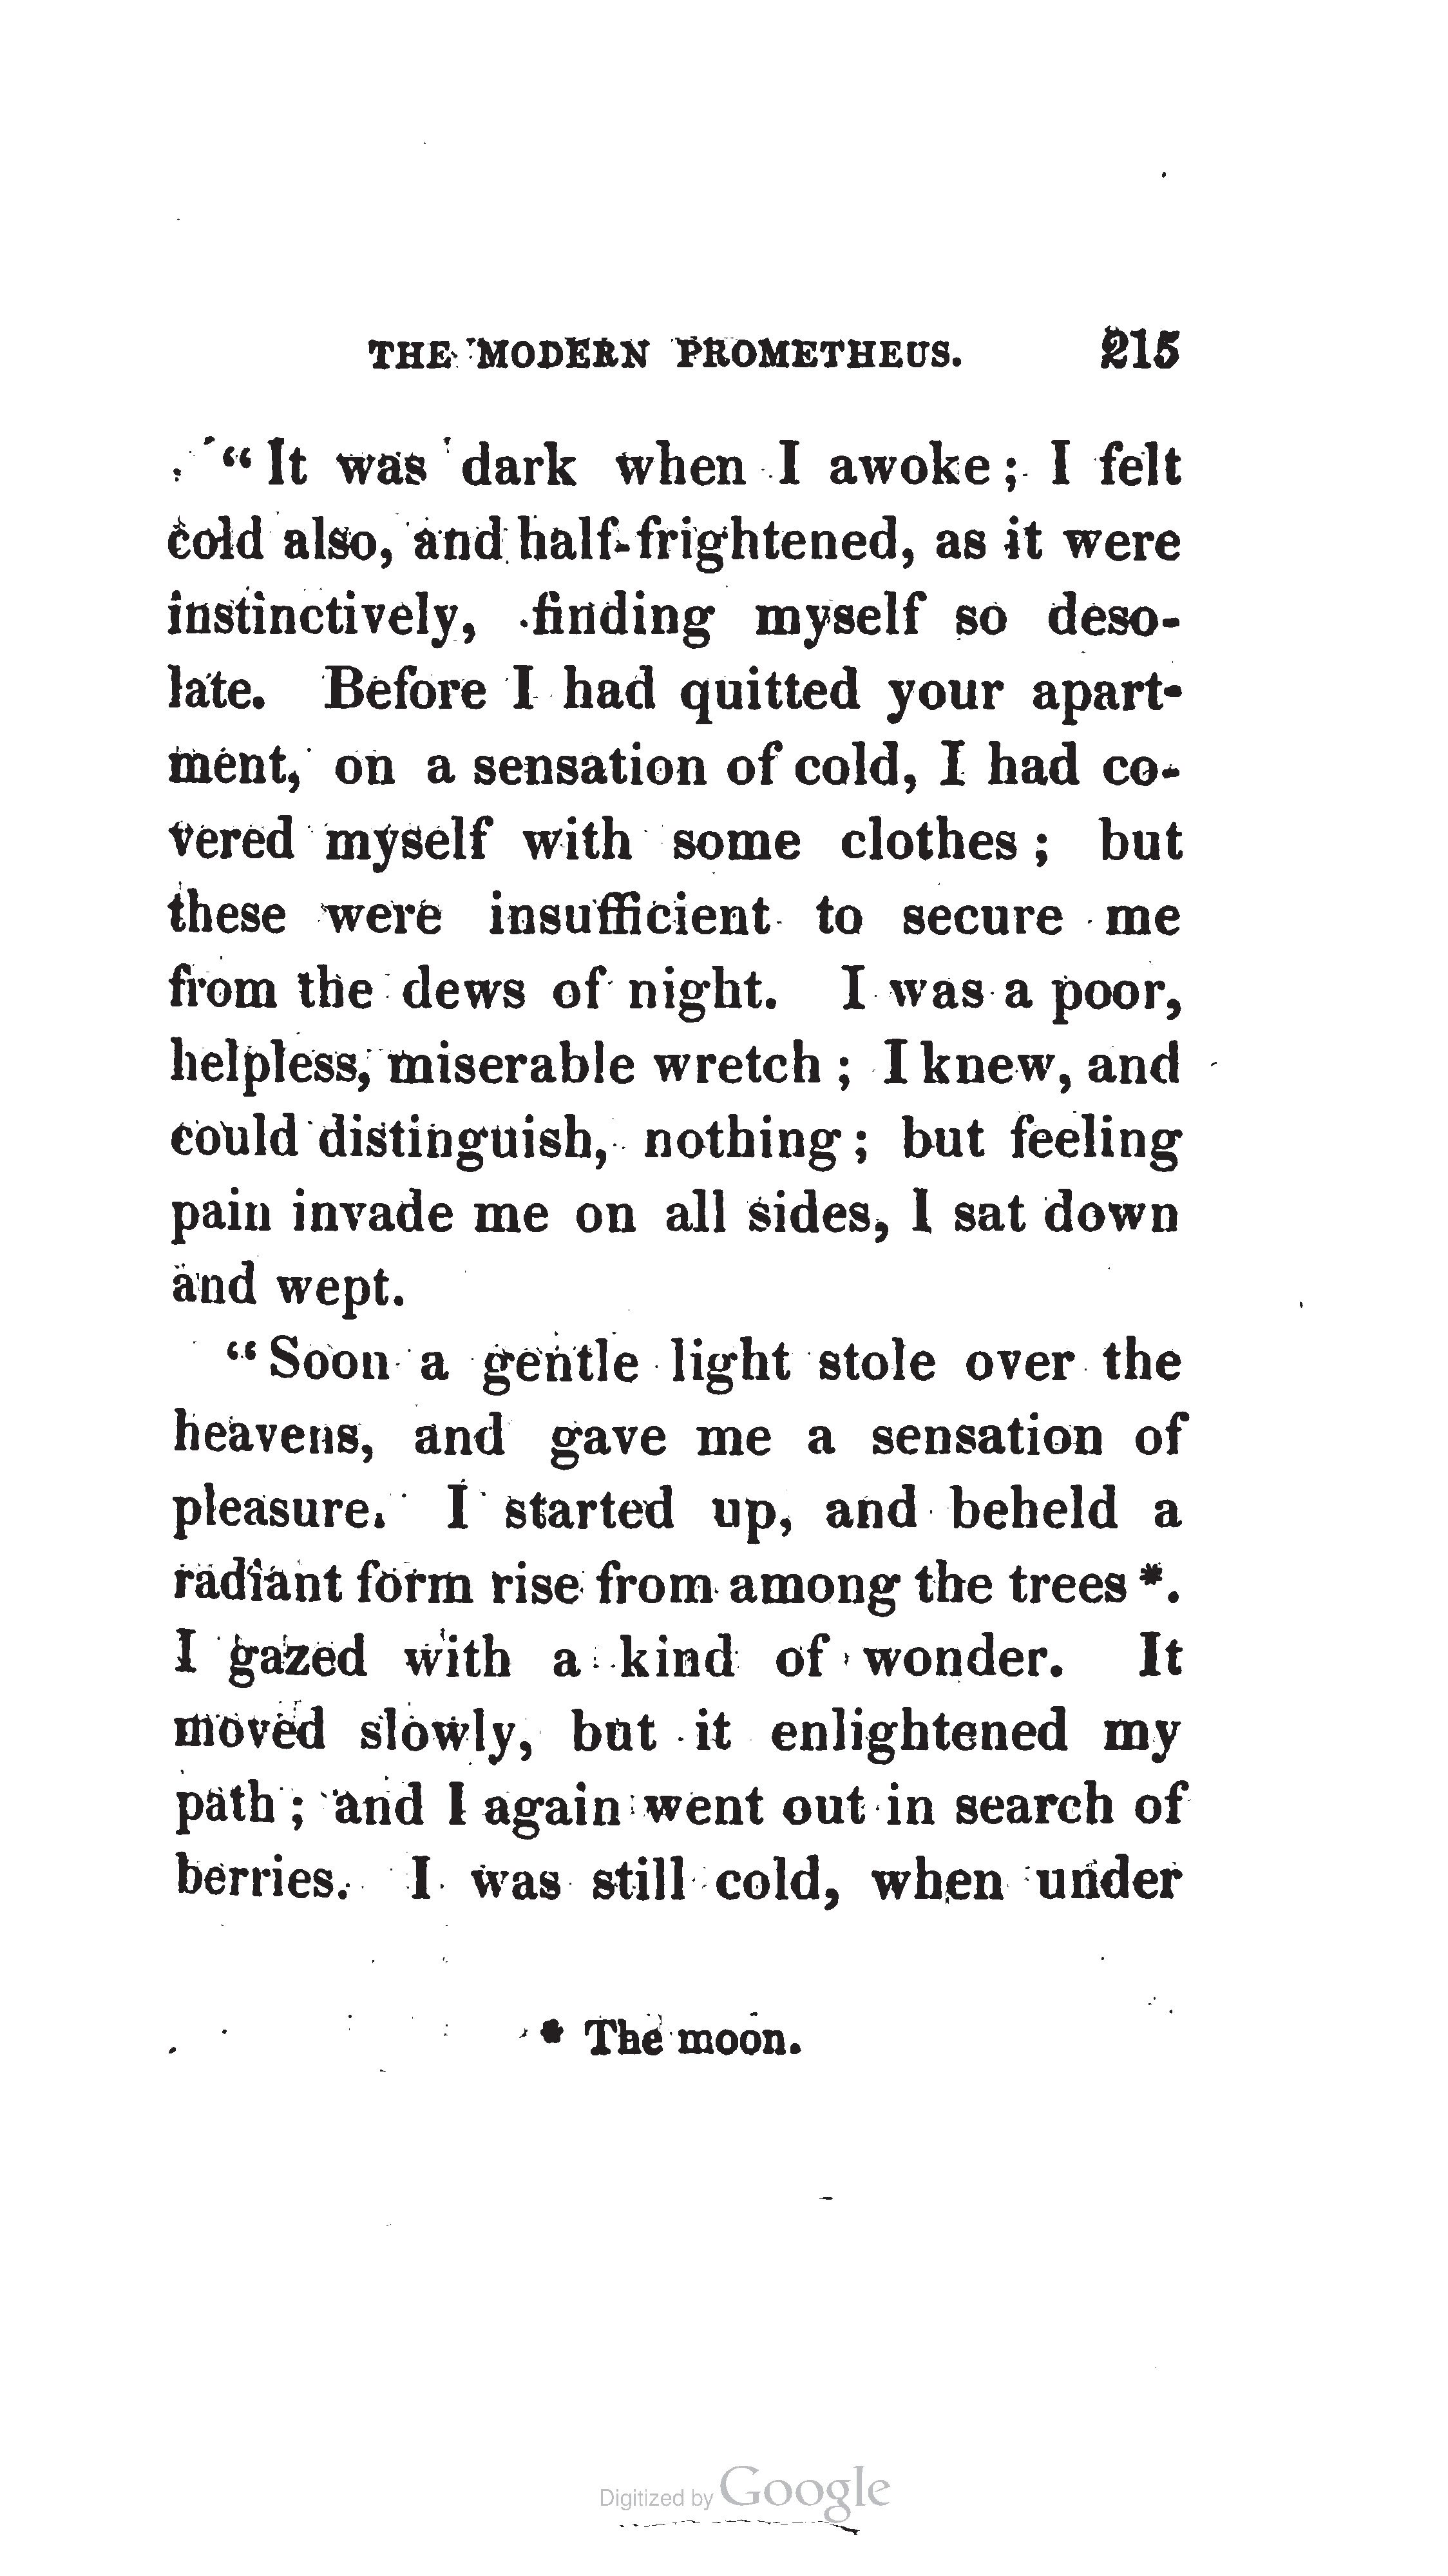 THE MODERN PROMETHEUS. 215
“ It was dark when I awoke ; I felt
cold also, and half-frightened, as it were
instinctively, finding myself so deso-
late. Before I had quitted your apart-
ment, on a sensation of cold, I had co-
vered myself with some clothes ; but
these were insufficient to secure me
from the dews of night. I was a poor,
helpless, miserable wretch ; I knew, and
could distinguish, nothing ; but feeling
pain invade me on all sides, I sat down
and wept.
“ Soon a gentle light stole over the
heavens, and gave me a sensation of
pleasure. I started up, and beheld a
radiant form rise from among the trees *.
I gazed with a kind of wonder. It
moved slowly, but it enlightened my
path ; and I again went out in search of
berries. I was still cold, when under
* The moon.
Digitized by Google